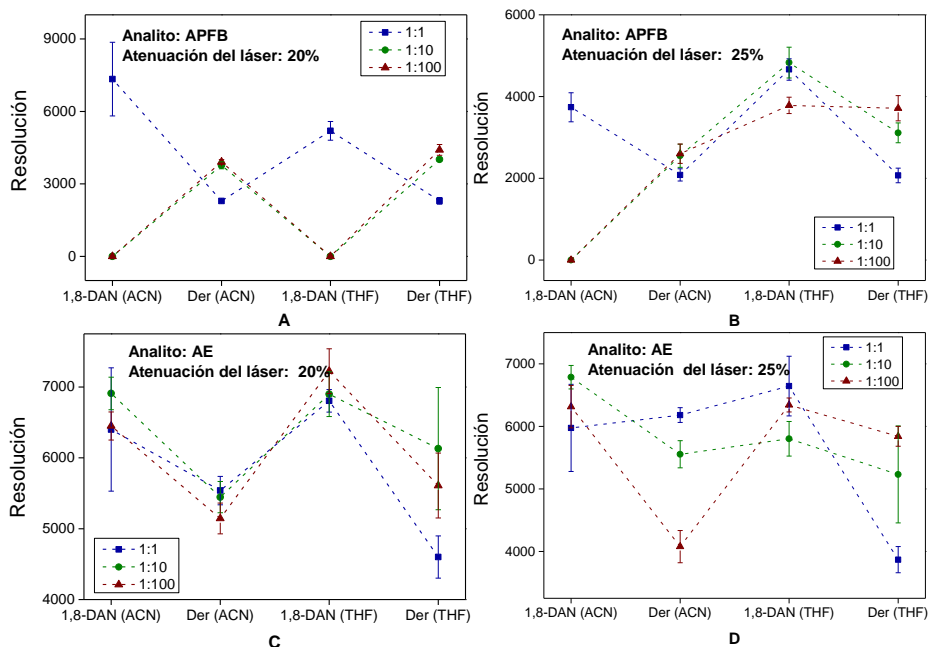 Analito: APFB
Atenuación del láser: 20%
1:1
1:10
1:100
Resolución
9000
6000
3000
0
1,8-DAN (ACN)
Der (ACN)
1,8-DAN (THF)
Der (THF)
A
Analito: APFB
Atenuación del láser: 25%
1:1
1:10
1:100
Resolución
6000
4000
2000
0
1,8-DAN (ACN)
Der (ACN)
1,8-DAN (THF)
Der (THF)
B
Analito: AE
Atenuación del láser: 20%
1:1
1:10
1:100
Resolución
7000
6000
5000
4000
1,8-DAN (ACN)
Der (ACN)
1,8-DAN (THF)
Der (THF)
C
Analito: AE
Atenuación del láser: 25%
1:1
1:10
1:100
Resolución
7000
6000
5000
4000
1,8-DAN (ACN)
Der (ACN)
1,8-DAN (THF)
Der (THF)
D